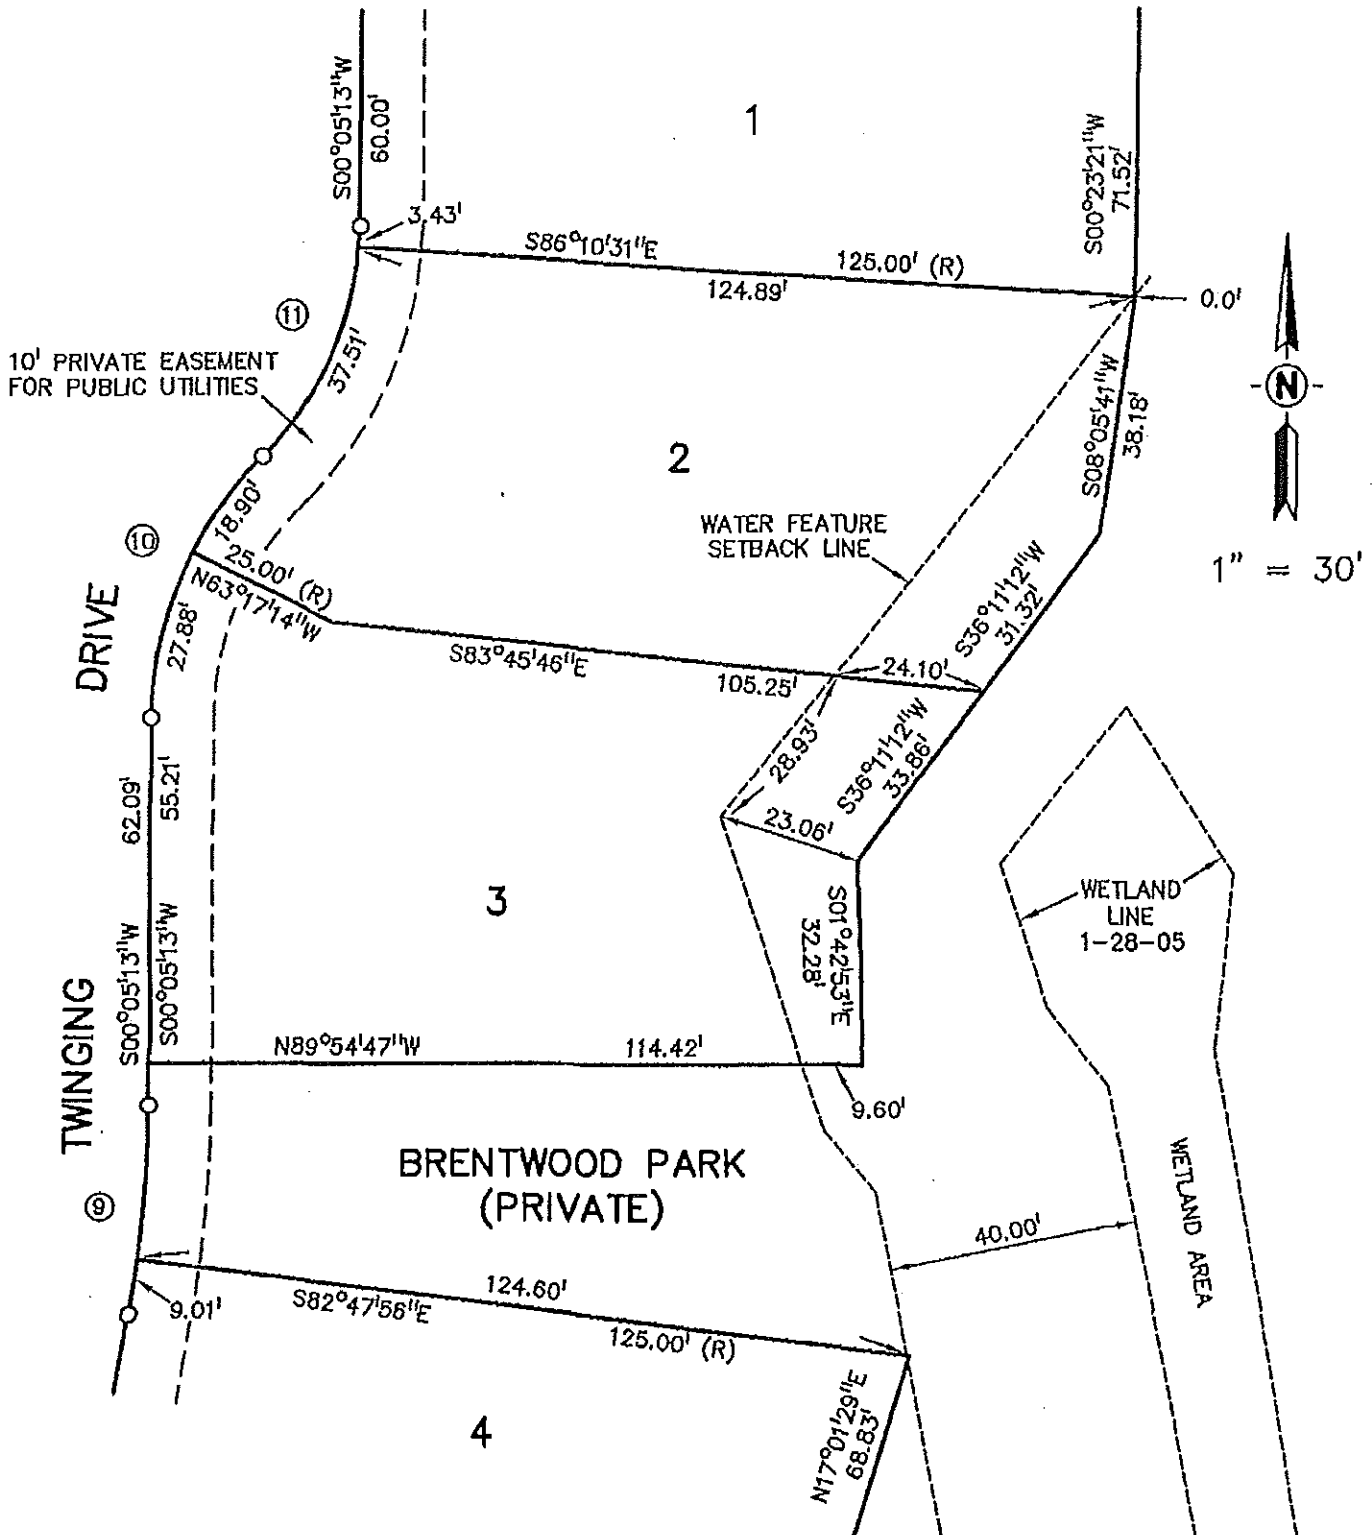 S00°05'13"W
60.00'
1
S00°23'21"W
71.52'
3.43'
S86°10'31"E
125.00' (R)
124.89'
0.0'
11
10' PRIVATE EASEMENT
FOR PUBLIC UTILITIES
37.51'
N
1" = 30'
2
S08°05'41"W
38.18'
WATER FEATURE
SETBACK LINE
18.90'
10
25.00' (R)
N63°17'14"W
S36°11'12"W
31.32'
DRIVE
27.88'
S83°45'46"E
105.25'
24.10'
28.93'
S36°11'12"W
33.86'
23.06'
62.09'
55.21'
3
WETLAND
LINE
1-28-05
S01°42'53"E
32.28'
S00°05'13"W
S00°05'13"W
TWINGING
N89°54'47"W
114.42'
9.60'
BRENTWOOD PARK
(PRIVATE)
WETLAND AREA
9
40.00'
9.01'
124.60'
S82°47'56"E
125.00' (R)
4
N17°01'29"E
68.83'